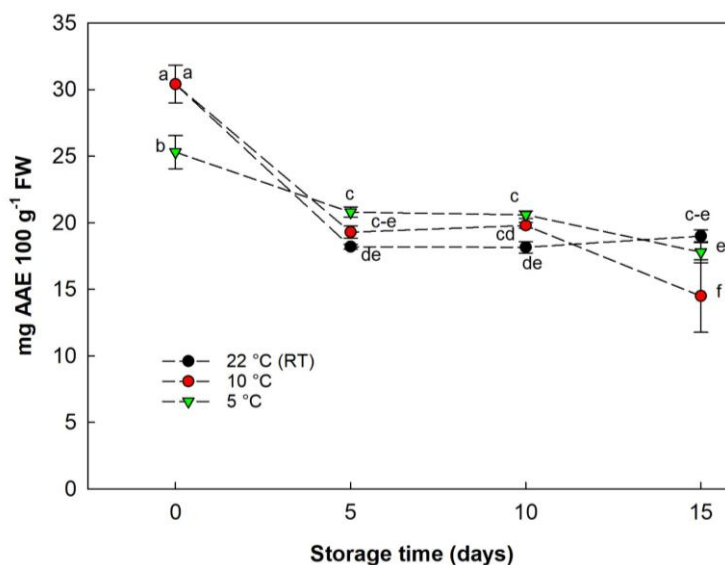 mg AAE 100 g⁻¹ FW
35
30
25
20
15
10
5
0
a a
b
c
c-e
de
c
cd
de
c-e
e
f
22 °C (RT)
10 °C
5 °C
0 5 10 15
Storage time (days)